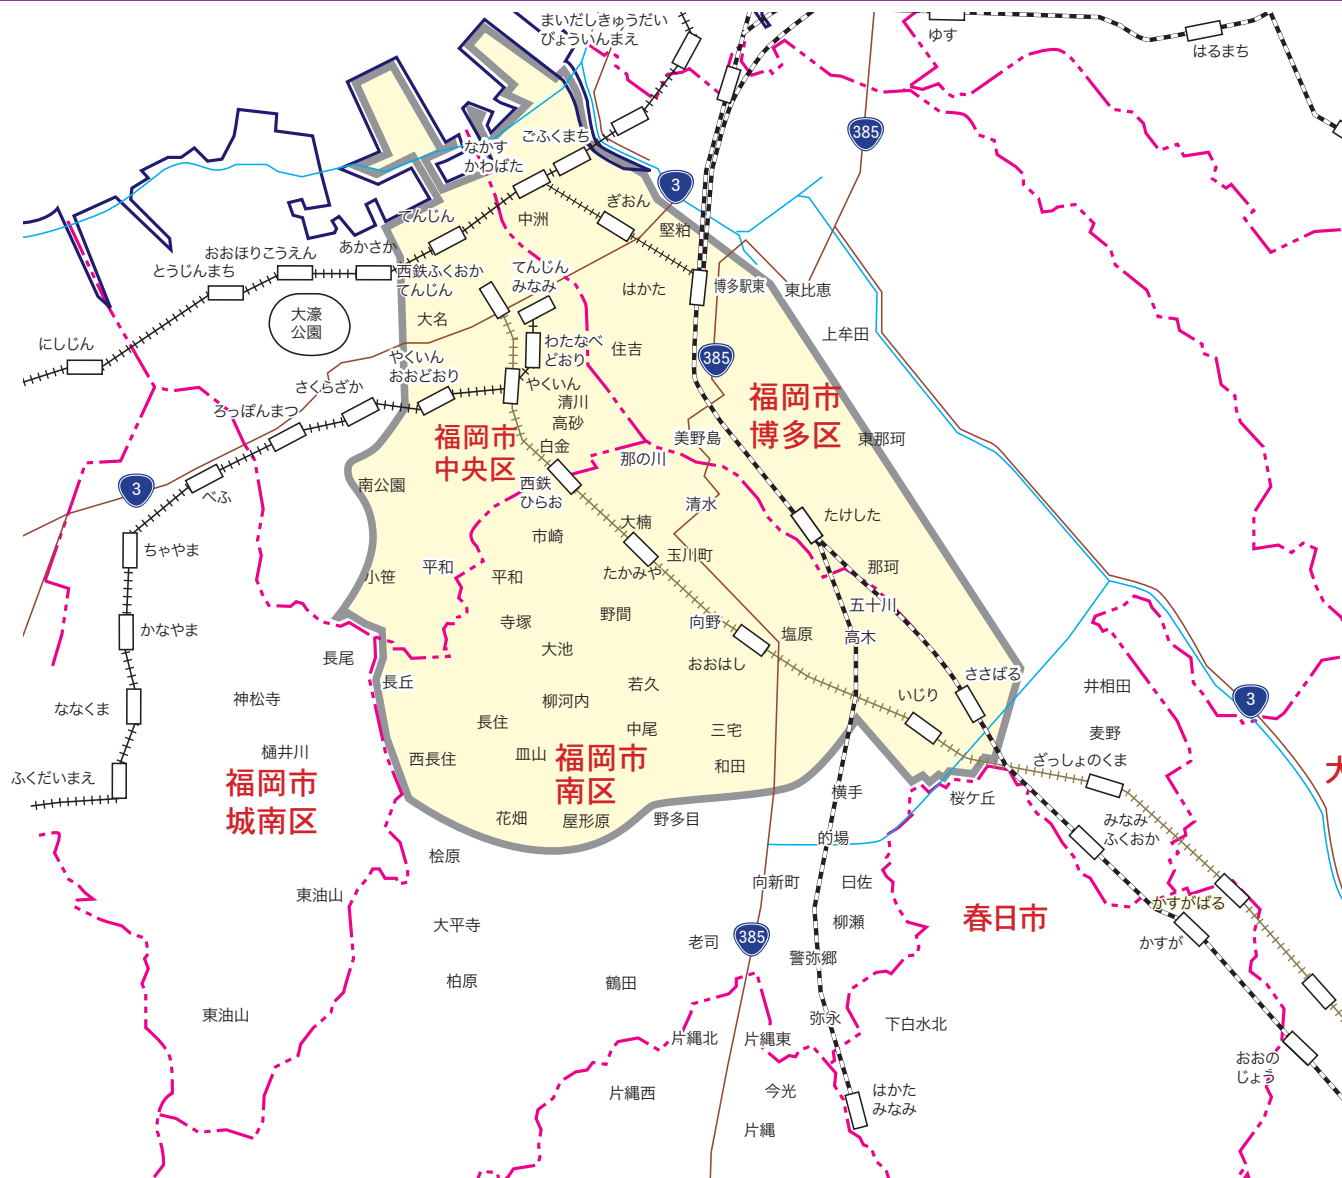 まいだしきゅうだい
びょういんまえ
ゆす
はるまち
385
ごふくまち
なかす
かわばた
3
ぎおん
てんじん
中洲
堅粕
あかさか
おおほりこうえん
とうじんまち
西鉄ふくおか
てんじん
てんじん
みなみ
はかた
博多駅東
東比恵
大濠
公園
大名
上牟田
にしじん
わたなべ
どおり
住吉
385
やくいん
おおどおり
さくらざか
やくいん
清川
高砂
福岡市
博多区
ろっぽんまつ
福岡市
中央区
白金
美野島
東那珂
那の川
3
べふ
南公園
西鉄
ひらお
清水
大楠
たけした
ちゃやま
市崎
玉川町
小笹
平和
平和
たかみや
那珂
かなやま
寺塚
野間
向野
塩原
五十川
高木
長尾
大池
おおはし
ささばる
長丘
若久
井相田
神松寺
柳河内
いじり
3
ななくま
長住
中尾
三宅
麦野
樋井川
西長住
皿山
福岡市
南区
和田
ざっしょのくま
大
ふくだいまえ
福岡市
城南区
横手
桜ケ丘
花畑
屋形原
野多目
みなみ
ふくおか
的場
桧原
向新町
日佐
東油山
かすがばる
大平寺
柳瀬
春日市
385
老司
かすが
警弥郷
柏原
鶴田
東油山
弥永
下白水北
片縄北
片縄東
おおの
じょう
片縄西
今光
はかた
みなみ
片縄